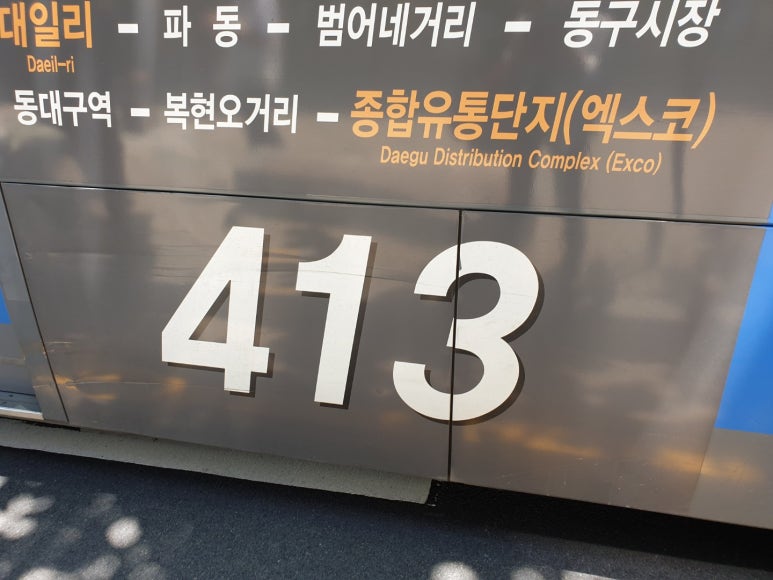 대일리 - 파 동 - 범어네거리 - 동구시장
Daeil-ri
동대구역 - 복현오거리 - 종합유통단지(엑스코)
Daegu Distribution Complex (Exco)
413